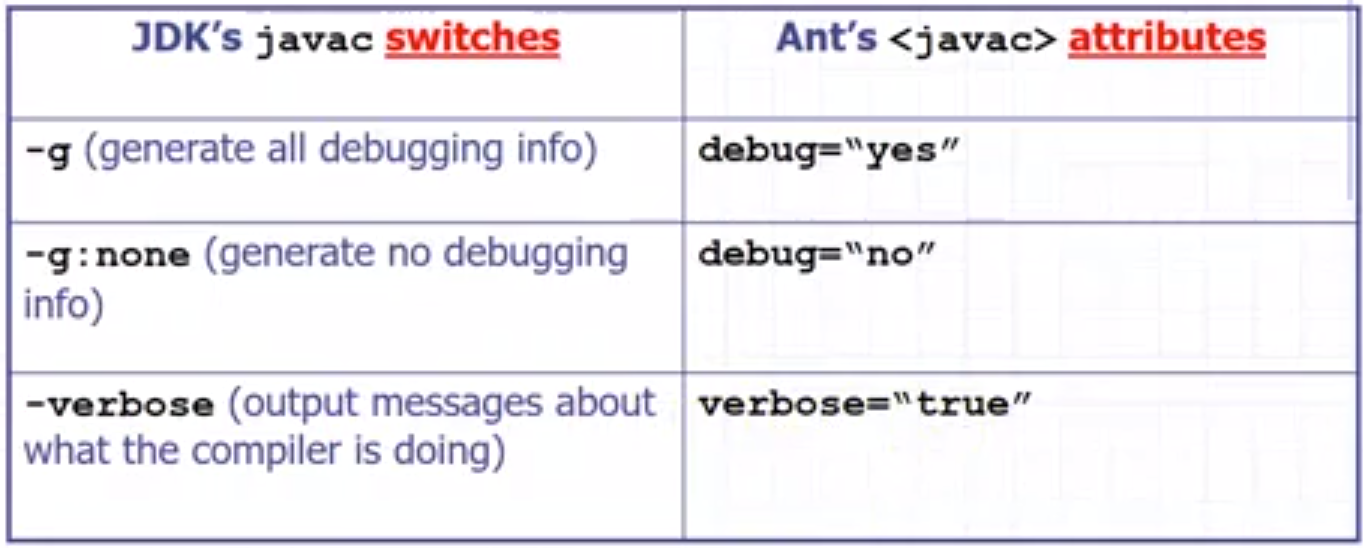 JDK’s javac switches
Ant’s <javac> attributes
-g (generate all debugging info)
debug=“yes”
-g:none (generate no debugging
info)
debug=“no”
-verbose (output messages about
what the compiler is doing)
verbose=“true”